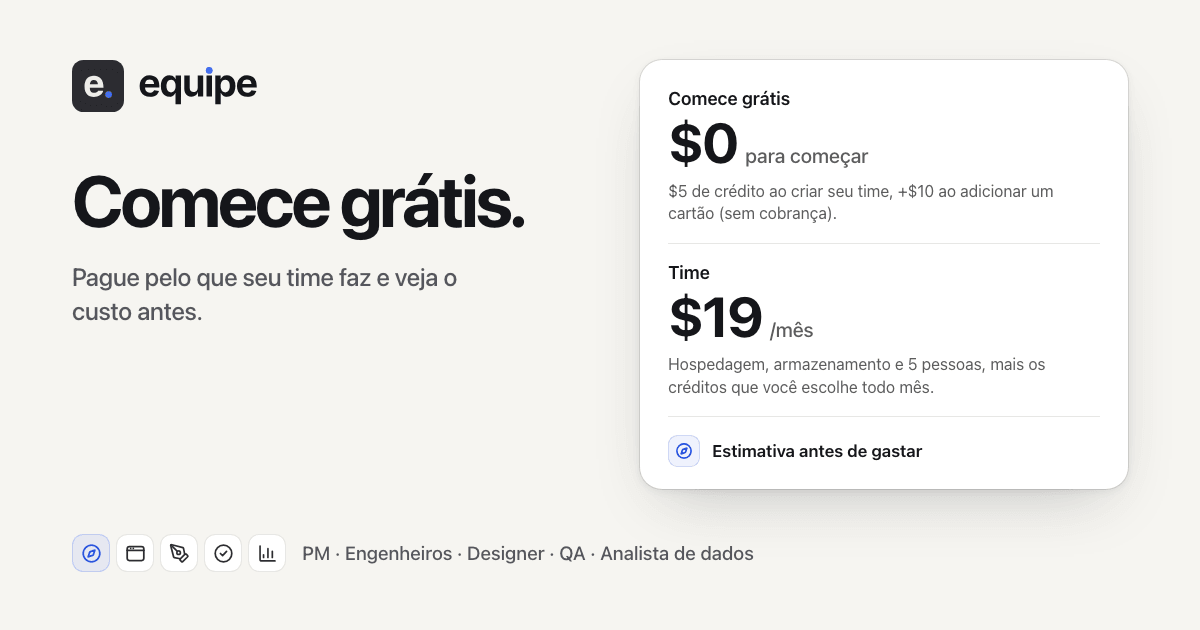 e.
equipe
Comece grátis.
Pague pelo que seu time faz e veja o
custo antes.
Comece grátis
$0 para começar
$5 de crédito ao criar seu time, +$10 ao adicionar um
cartão (sem cobrança).
Time
$19 /mês
Hospedagem, armazenamento e 5 pessoas, mais os
créditos que você escolhe todo mês.
Estimativa antes de gastar
PM · Engenheiros · Designer · QA · Analista de dados